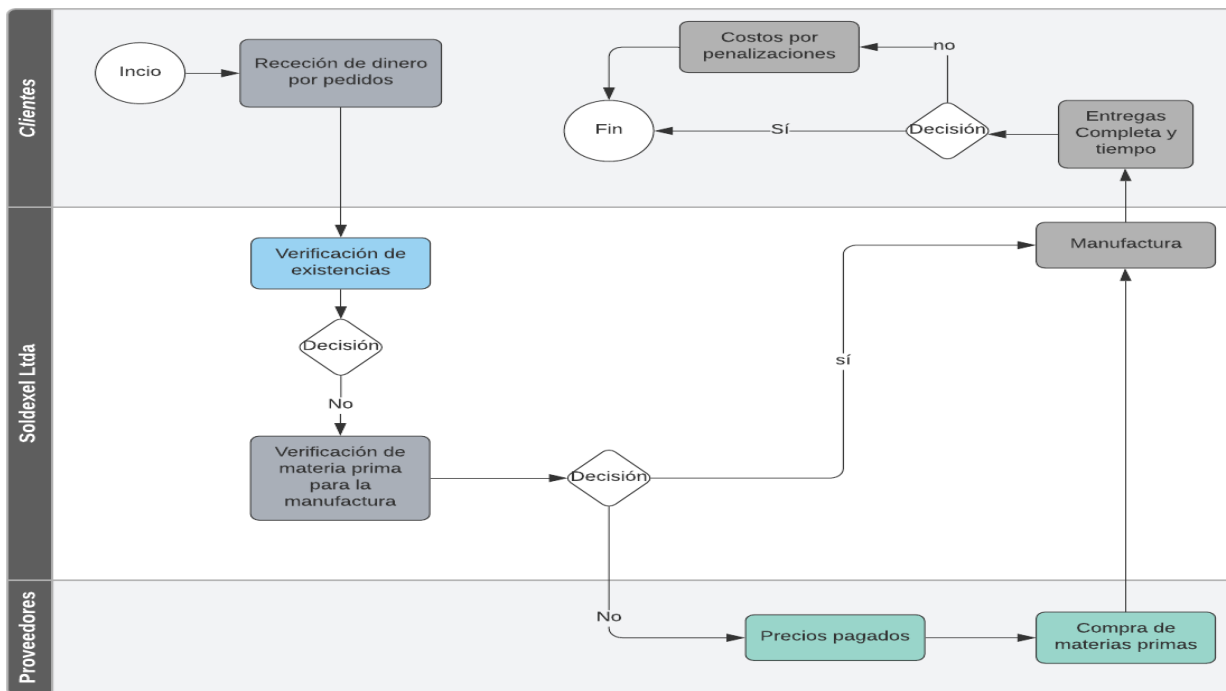 Clientes
Incio
Receción de dinero
por pedidos
Costos por
penalizaciones
no
Fin
Sí
Decisión
Entregas
Completa y
tiempo
Soldexel Ltda
Verificación de
existencias
Manufactura
Decisión
sí
No
Verificación de
materia prima
para la
manufactura
Decisión
Proveedores
No
Precios pagados
Compra de
materias primas